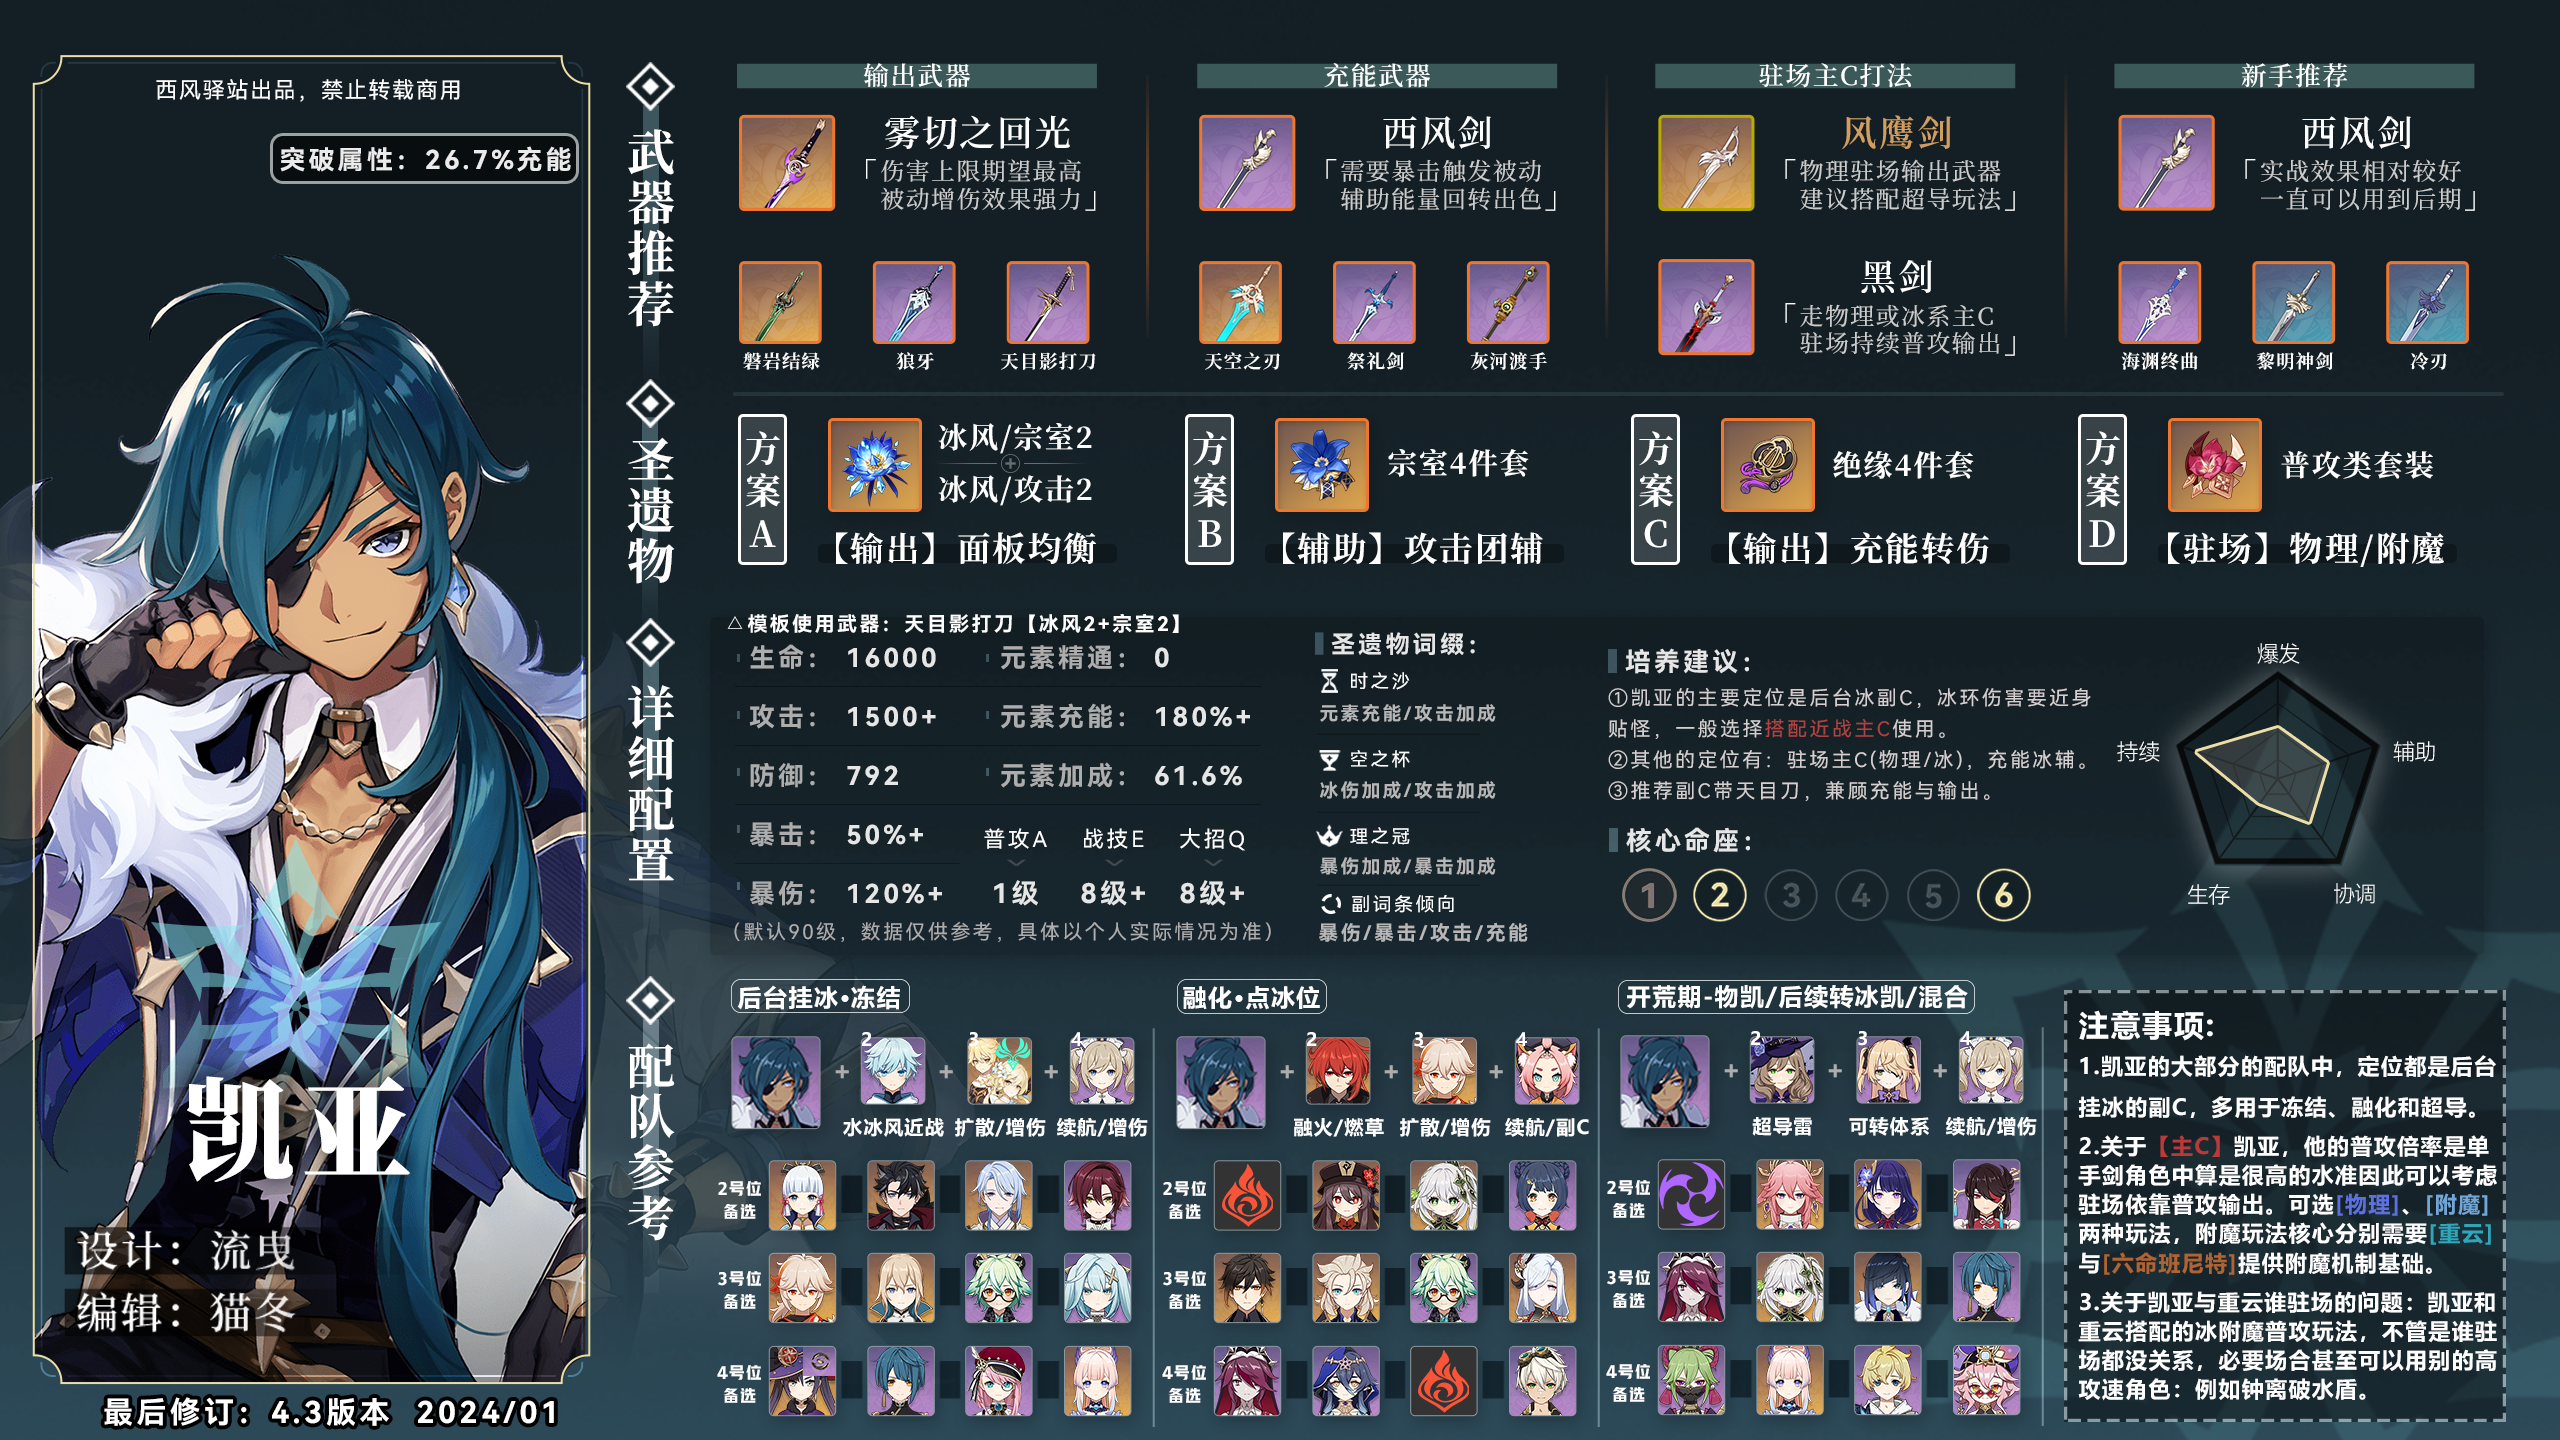 西风驿站出品，禁止转载商用
突破属性：26.7%充能
凯亚
设计：流曳
编辑：猫冬
最后修订：4.3版本 2024/01
武器推荐
输出武器
雾切之回光
「伤害上限期望最高
被动增伤效果强力」
磐岩结绿
狼牙
天目影打刀
充能武器
西风剑
「需要暴击触发被动
辅助能量回转出色」
天空之刃
祭礼剑
灰河渡手
驻场主C打法
风鹰剑
「物理驻场输出武器
建议搭配超导玩法」
黑剑
「走物理或冰系主C
驻场持续普攻输出」
新手推荐
西风剑
「实战效果相对较好
一直可以用到后期」
海渊终曲
黎明神剑
冷刃
圣遗物
方案A
冰风/宗室2
冰风/攻击2
【输出】面板均衡
方案B
宗室4件套
【辅助】攻击团辅
方案C
绝缘4件套
【输出】充能转伤
方案D
普攻类套装
【驻场】物理/附魔
详细配置
△模板使用武器：天目影打刀【冰风2+宗室2】
生命： 16000 元素精通： 0
攻击： 1500+ 元素充能： 180%+
防御： 792 元素加成： 61.6%
暴击： 50%+ 普攻A 战技E 大招Q
暴伤： 120%+ 1级 8级+ 8级+
（默认90级，数据仅供参考，具体以个人实际情况为准）
圣遗物词缀：
时之沙
元素充能/攻击加成
空之杯
冰伤加成/攻击加成
理之冠
暴伤加成/暴击加成
副词条倾向
暴伤/暴击/攻击/充能
培养建议：
①凯亚的主要定位是后台冰副C，冰环伤害要近身
贴怪，一般选择搭配近战主C使用。
②其他的定位有：驻场主C(物理/冰)，充能冰辅。
③推荐副C带天目刀，兼顾充能与输出。
核心命座：
1 2 3 4 5 6
爆发
持续 辅助
生存 协调
配队参考
后台挂冰•冻结
2 3 4
+ + +
水冰风近战 扩散/增伤 续航/增伤
2号位
备选
3号位
备选
4号位
备选
融化•点冰位
2 3 4
+ + +
融火/燃草 扩散/增伤 续航/副C
2号位
备选
3号位
备选
4号位
备选
开荒期-物凯/后续转冰凯/混合
2 3 4
+ + +
超导雷 可转体系 续航/增伤
2号位
备选
3号位
备选
4号位
备选
注意事项:
1.凯亚的大部分的配队中，定位都是后台
挂冰的副C，多用于冻结、融化和超导。
2.关于【主C】凯亚，他的普攻倍率是单
手剑角色中算是很高的水准因此可以考虑
驻场依靠普攻输出。可选[物理]、[附魔]
两种玩法，附魔玩法核心分别需要[重云]
与[六命班尼特]提供附魔机制基础。
3.关于凯亚与重云谁驻场的问题：凯亚和
重云搭配的冰附魔普攻玩法，不管是谁驻
场都没关系，必要场合甚至可以用别的高
攻速角色：例如钟离破水盾。